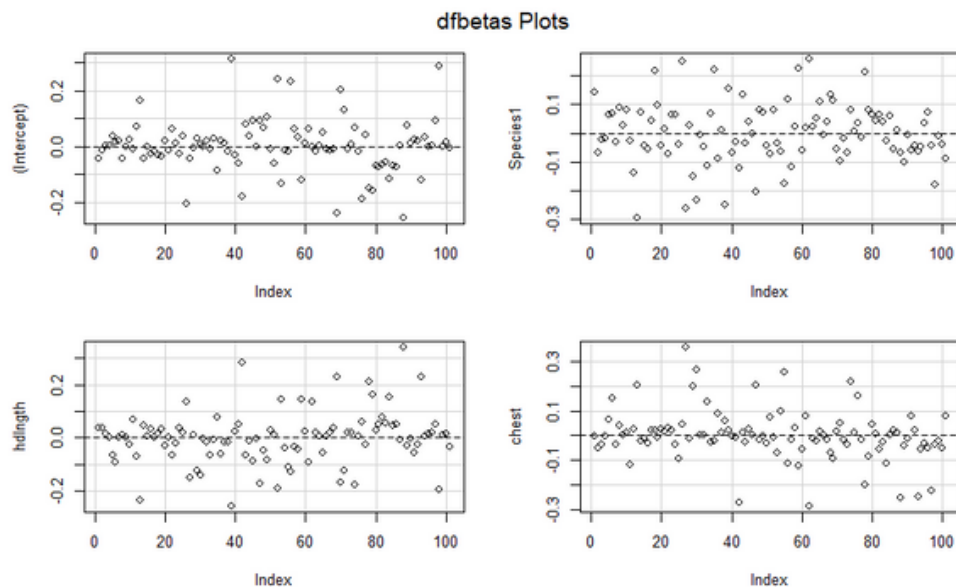 dfbetas Plots
(Intercept)
0.2
0.0
-0.2
0 20 40 60 80 100
Index
Species1
0.1
-0.1
-0.3
0 20 40 60 80 100
Index
hdlngth
0.2
0.0
-0.2
0 20 40 60 80 100
Index
chest
0.3
0.1
-0.1
-0.3
0 20 40 60 80 100
Index